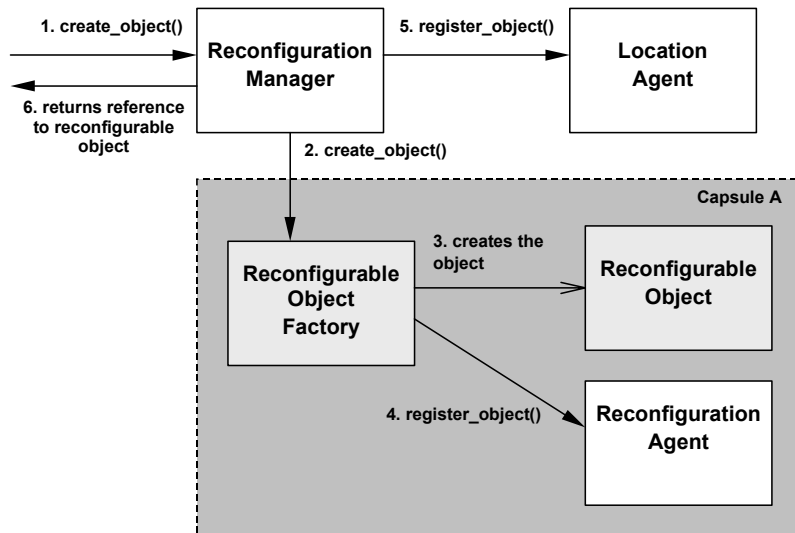 1. create_object()
Reconfiguration
Manager
5. register_object()
Location
Agent
6. returns reference
to reconfigurable
object
2. create_object()
Capsule A
Reconfigurable
Object
Factory
3. creates the
object
Reconfigurable
Object
4. register_object()
Reconfiguration
Agent